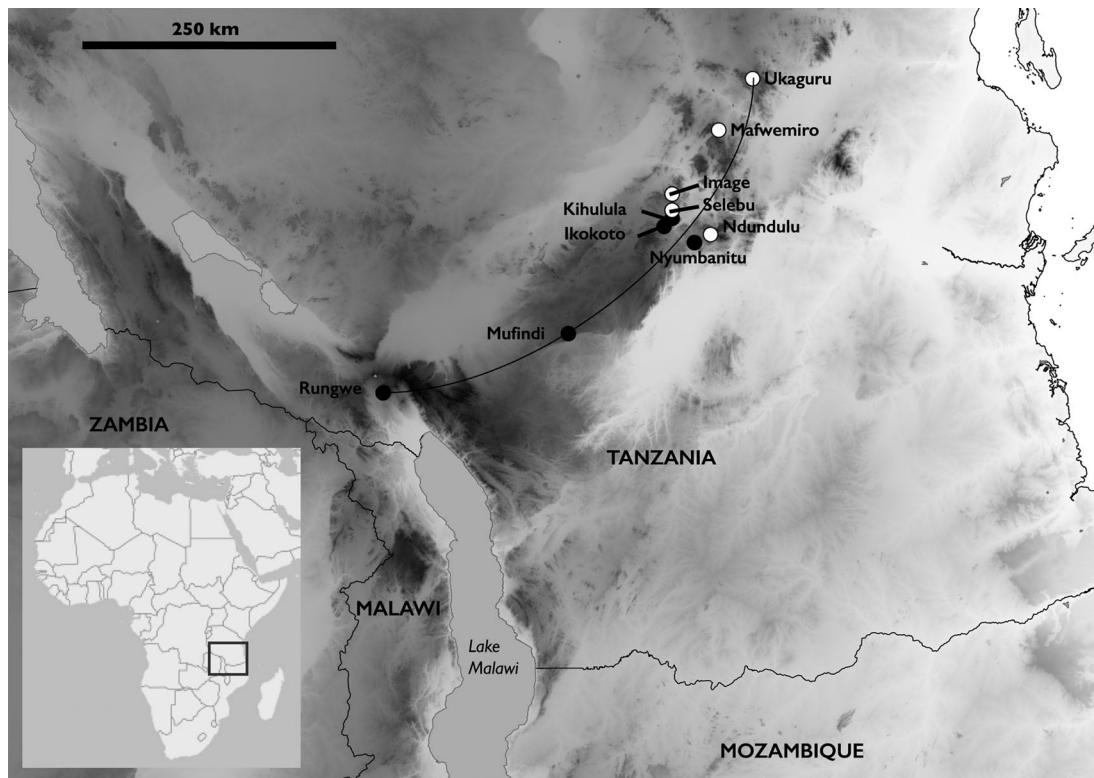 250 km
Ukaguru
Mafwemiro
Image
Kihulula
Selebu
Ikokoto
Ndundulu
Nyumbanitu
Mufindi
Rungwe
ZAMBIA
TANZANIA
MALAWI
Lake
Malawi
MOZAMBIQUE